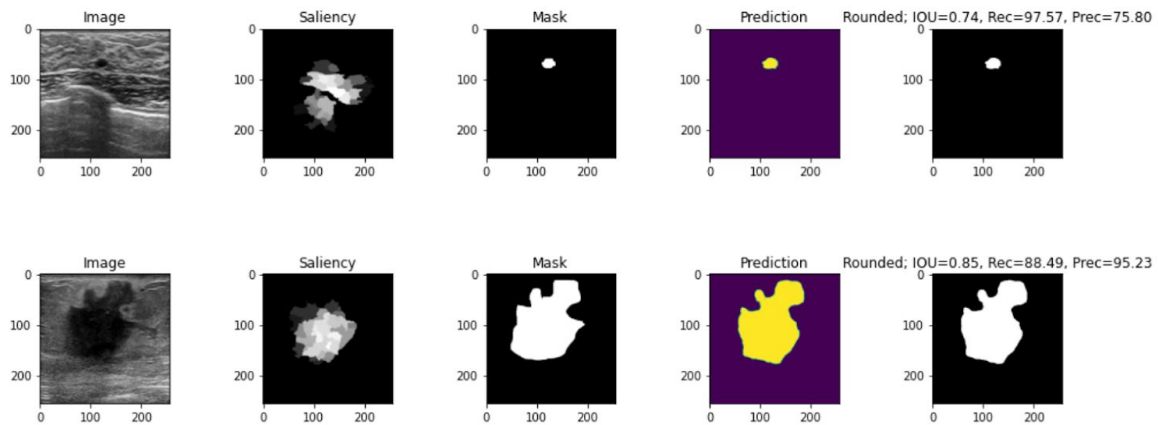 Image Saliency Mask Prediction Rounded; IOU=0.74, Rec=97.57, Prec=75.80
0 0 0 0 0
100 100 100 100 100
200 200 200 200 200
0 100 200 0 100 200 0 100 200 0 100 200 0 100 200
Image Saliency Mask Prediction Rounded; IOU=0.85, Rec=88.49, Prec=95.23
0 0 0 0 0
100 100 100 100 100
200 200 200 200 200
0 100 200 0 100 200 0 100 200 0 100 200 0 100 200